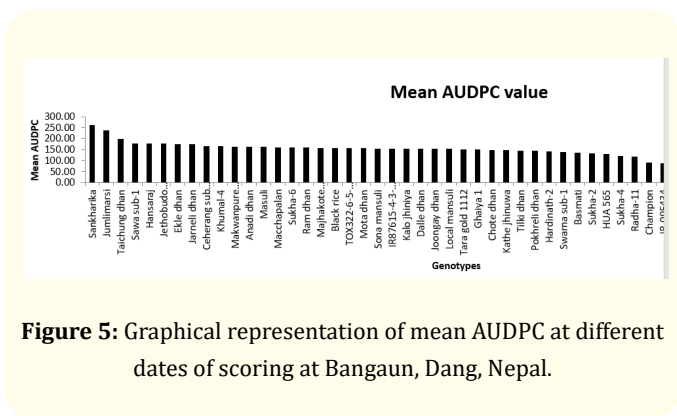 Mean AUDPC value
Mean AUDPC
300.00
250.00
200.00
150.00
100.00
50.00
0.00
Sankharika
Jumlimarsi
Taichung dhan
Sawa sub-1
Hansaraj
Jethobudo...
Ekle dhan
Jarneli dhan
Ceherang sub...
Khumal-4
Makwanpure...
Anadi dhan
Masuli
Macchapalan
Sukha-6
Ram dhan
Majhakote...
Black rice
TOX322-6-5-...
Mota dhan
Sona mansuli
IR87615-4-3-...
Kalo jhiniya
Dalle dhan
Joongay dhan
Local mansuli
Tara gold 1112
Ghaiya 1
Chote dhan
Kathe jhinuwa
Tilki dhan
Pokhreli dhan
Hardinath-2
Swarna sub-1
Basmati
Sukha-2
HUA 565
Sukha-4
Radha-11
Champion
Genotypes
Figure 5: Graphical representation of mean AUDPC at different
dates of scoring at Bangaun, Dang, Nepal.